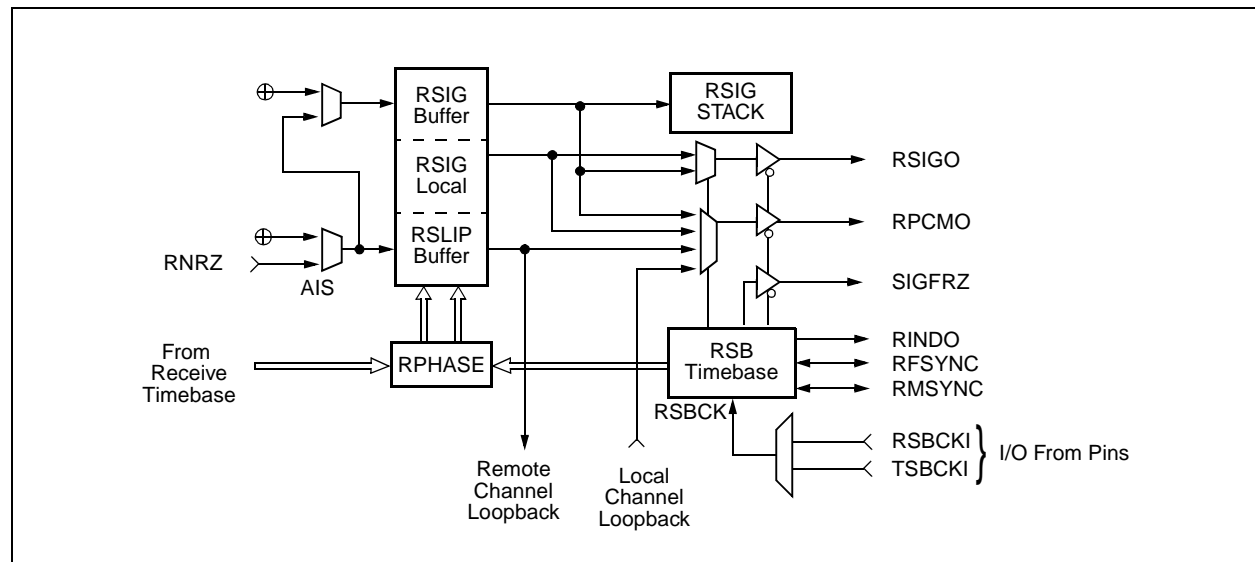 RSIG
Buffer
RSIG
Local
RSLIP
Buffer
RSIG
STACK
RSIGO
RPCMO
SIGFRZ
RNRZ
AIS
From
Receive
Timebase
RPHASE
RSB
Timebase
RSBCK
RINDO
RFSYNC
RMSYNC
RSBCKI
TSBCKI
} I/O From Pins
Remote
Channel
Loopback
Local
Channel
Loopback